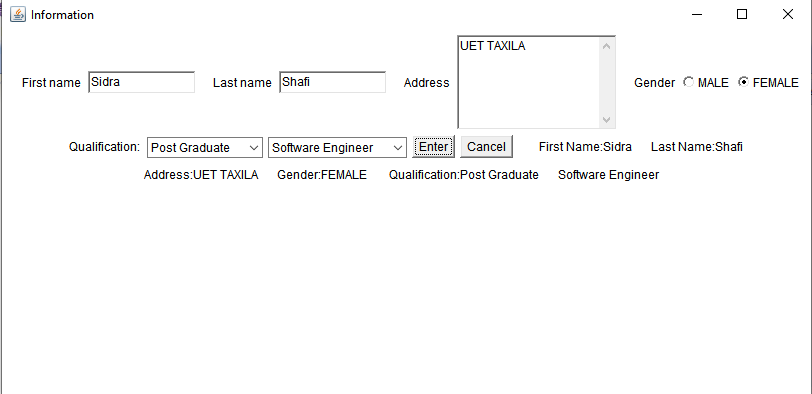 Information
UET TAXILA
First name Sidra Last name Shafi Address Gender MALE FEMALE
Qualification: Post Graduate Software Engineer Enter Cancel First Name:Sidra Last Name:Shafi
Address:UET TAXILA Gender:FEMALE Qualification:Post Graduate Software Engineer